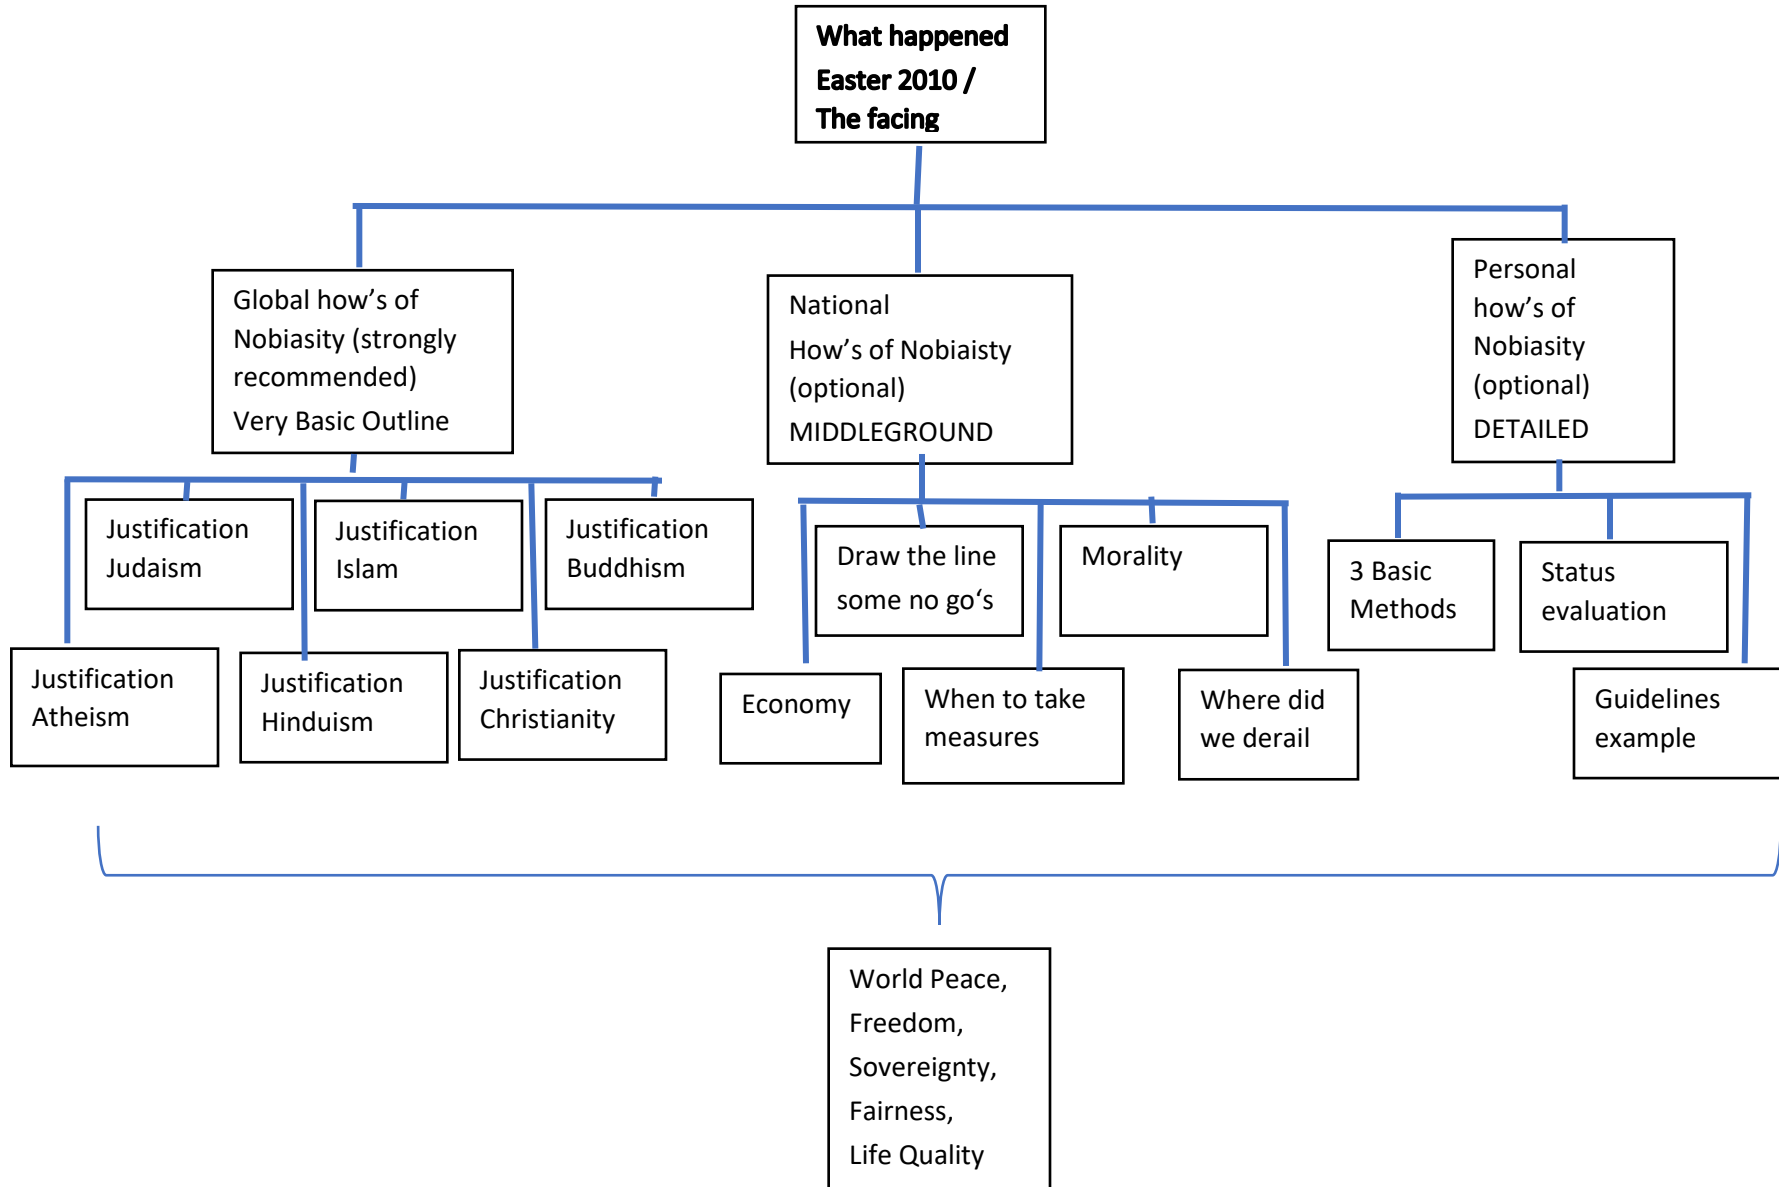 What happened
Easter 2010 /
The facing
Global how’s of
Nobiasity (strongly
recommended)
Very Basic Outline
National
How’s of Nobiaisty
(optional)
MIDDLEGROUND
Personal
how’s of
Nobiasity
(optional)
DETAILED
Justification
Judaism
Justification
Islam
Justification
Buddhism
Justification
Atheism
Justification
Hinduism
Justification
Christianity
Draw the line
some no go‘s
Morality
Economy
When to take
measures
Where did
we derail
3 Basic
Methods
Status
evaluation
Guidelines
example
World Peace,
Freedom,
Sovereignty,
Fairness,
Life Quality